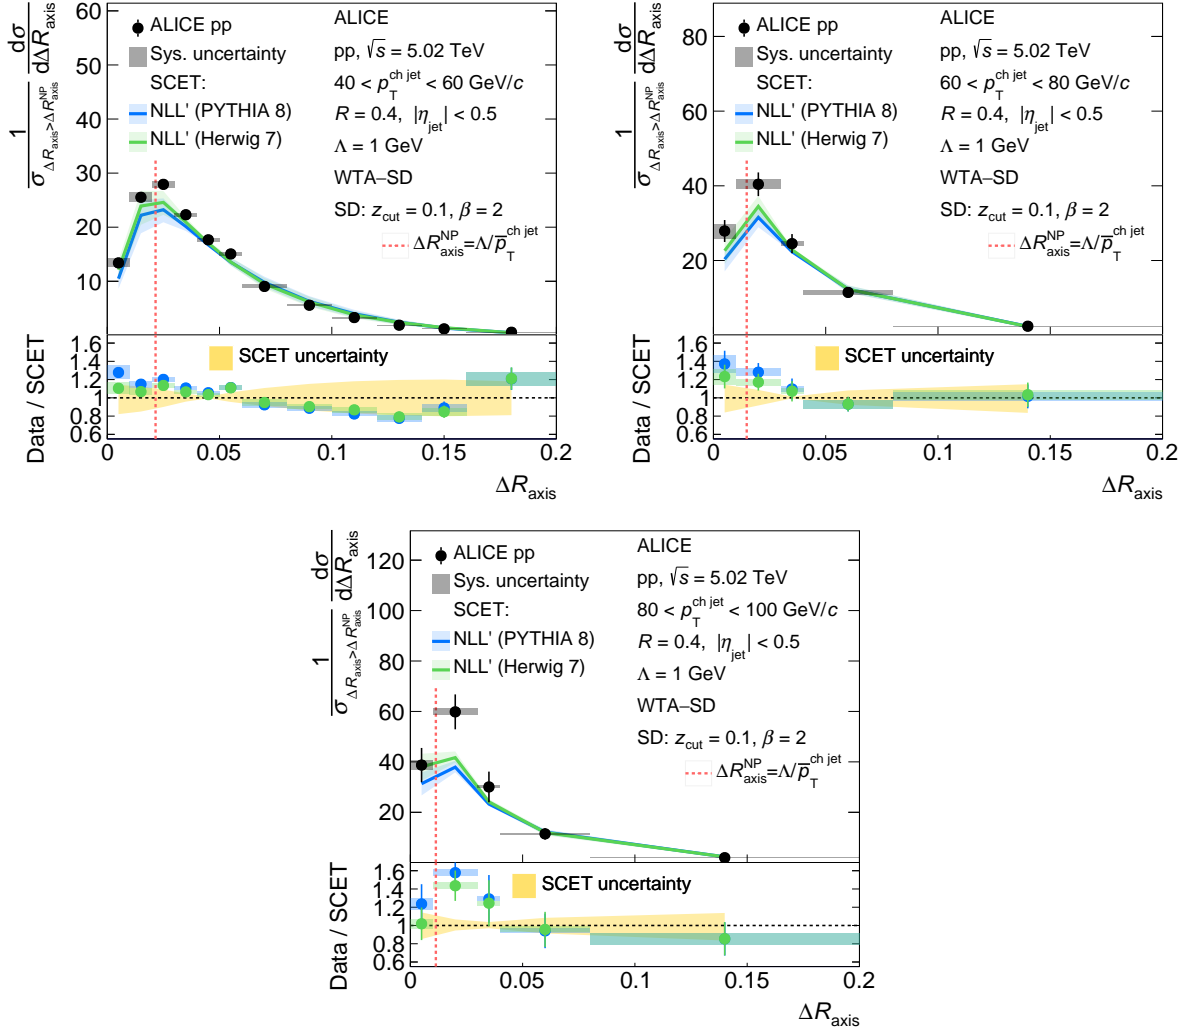 1/σ_{ΔR_axis>ΔR_axis^NP} dσ/dΔR_axis
60
50
40
30
20
10
ALICE pp
Sys. uncertainty
SCET:
NLL' (PYTHIA 8)
NLL' (Herwig 7)
ALICE
pp, √s = 5.02 TeV
40 < p_T^{ch jet} < 60 GeV/c
R = 0.4, |η_jet| < 0.5
Λ = 1 GeV
WTA–SD
SD: z_cut = 0.1, β = 2
ΔR_axis^NP=Λ/p̅_T^{ch jet}
Data / SCET
1.6
1.4
1.2
1
0.8
0.6
SCET uncertainty
0 0.05 0.1 0.15 0.2
ΔR_axis
1/σ_{ΔR_axis>ΔR_axis^NP} dσ/dΔR_axis
80
60
40
20
ALICE pp
Sys. uncertainty
SCET:
NLL' (PYTHIA 8)
NLL' (Herwig 7)
ALICE
pp, √s = 5.02 TeV
60 < p_T^{ch jet} < 80 GeV/c
R = 0.4, |η_jet| < 0.5
Λ = 1 GeV
WTA–SD
SD: z_cut = 0.1, β = 2
ΔR_axis^NP=Λ/p̅_T^{ch jet}
Data / SCET
1.6
1.4
1.2
1
0.8
0.6
SCET uncertainty
0 0.05 0.1 0.15 0.2
ΔR_axis
1/σ_{ΔR_axis>ΔR_axis^NP} dσ/dΔR_axis
120
100
80
60
40
20
ALICE pp
Sys. uncertainty
SCET:
NLL' (PYTHIA 8)
NLL' (Herwig 7)
ALICE
pp, √s = 5.02 TeV
80 < p_T^{ch jet} < 100 GeV/c
R = 0.4, |η_jet| < 0.5
Λ = 1 GeV
WTA–SD
SD: z_cut = 0.1, β = 2
ΔR_axis^NP=Λ/p̅_T^{ch jet}
Data / SCET
1.6
1.4
1.2
1
0.8
0.6
SCET uncertainty
0 0.05 0.1 0.15 0.2
ΔR_axis